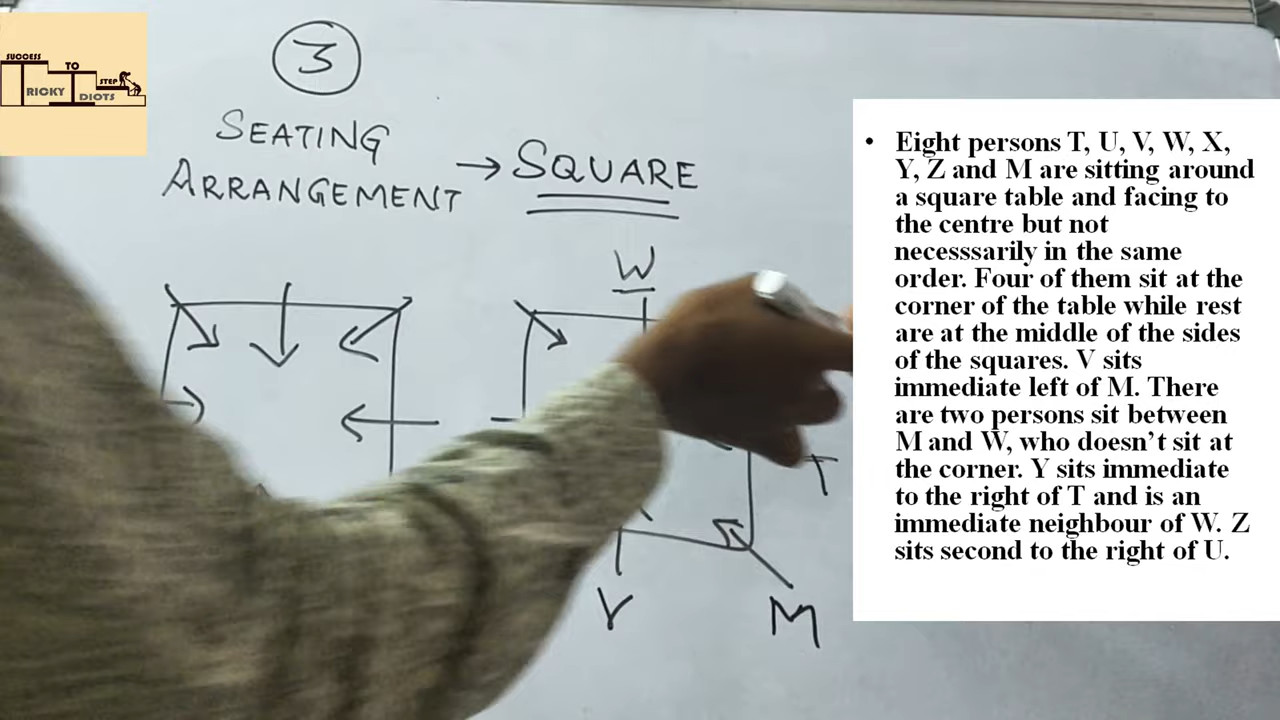 SUCCESS
TO
STEP
TRICKY IDIOTS
3
SEATING
ARRANGEMENT → SQUARE
W
T
V
M
• Eight persons T, U, V, W, X,
Y, Z and M are sitting around
a square table and facing to
the centre but not
necesssarily in the same
order. Four of them sit at the
corner of the table while rest
are at the middle of the sides
of the squares. V sits
immediate left of M. There
are two persons sit between
M and W, who doesn’t sit at
the corner. Y sits immediate
to the right of T and is an
immediate neighbour of W. Z
sits second to the right of U.